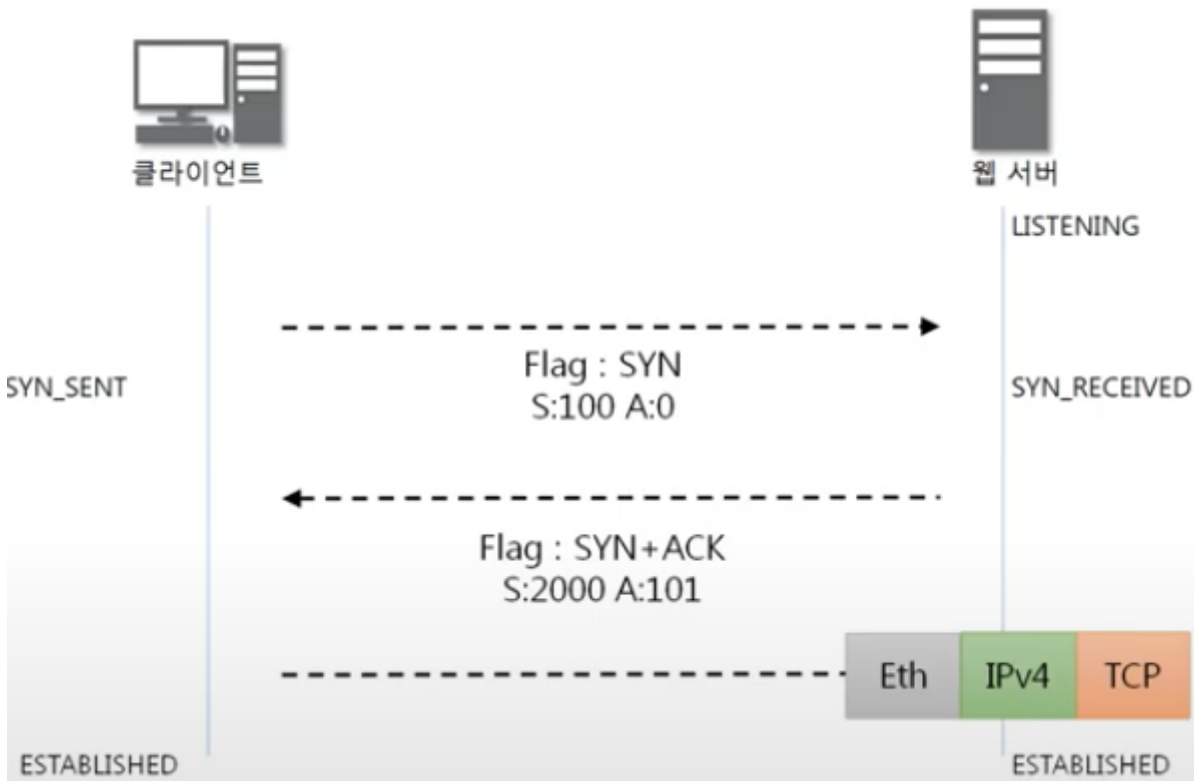 클라이언트
웹 서버
LISTENING
Flag : SYN
S:100 A:0
SYN_SENT
SYN_RECEIVED
Flag : SYN+ACK
S:2000 A:101
Eth
IPv4
TCP
ESTABLISHED
ESTABLISHED